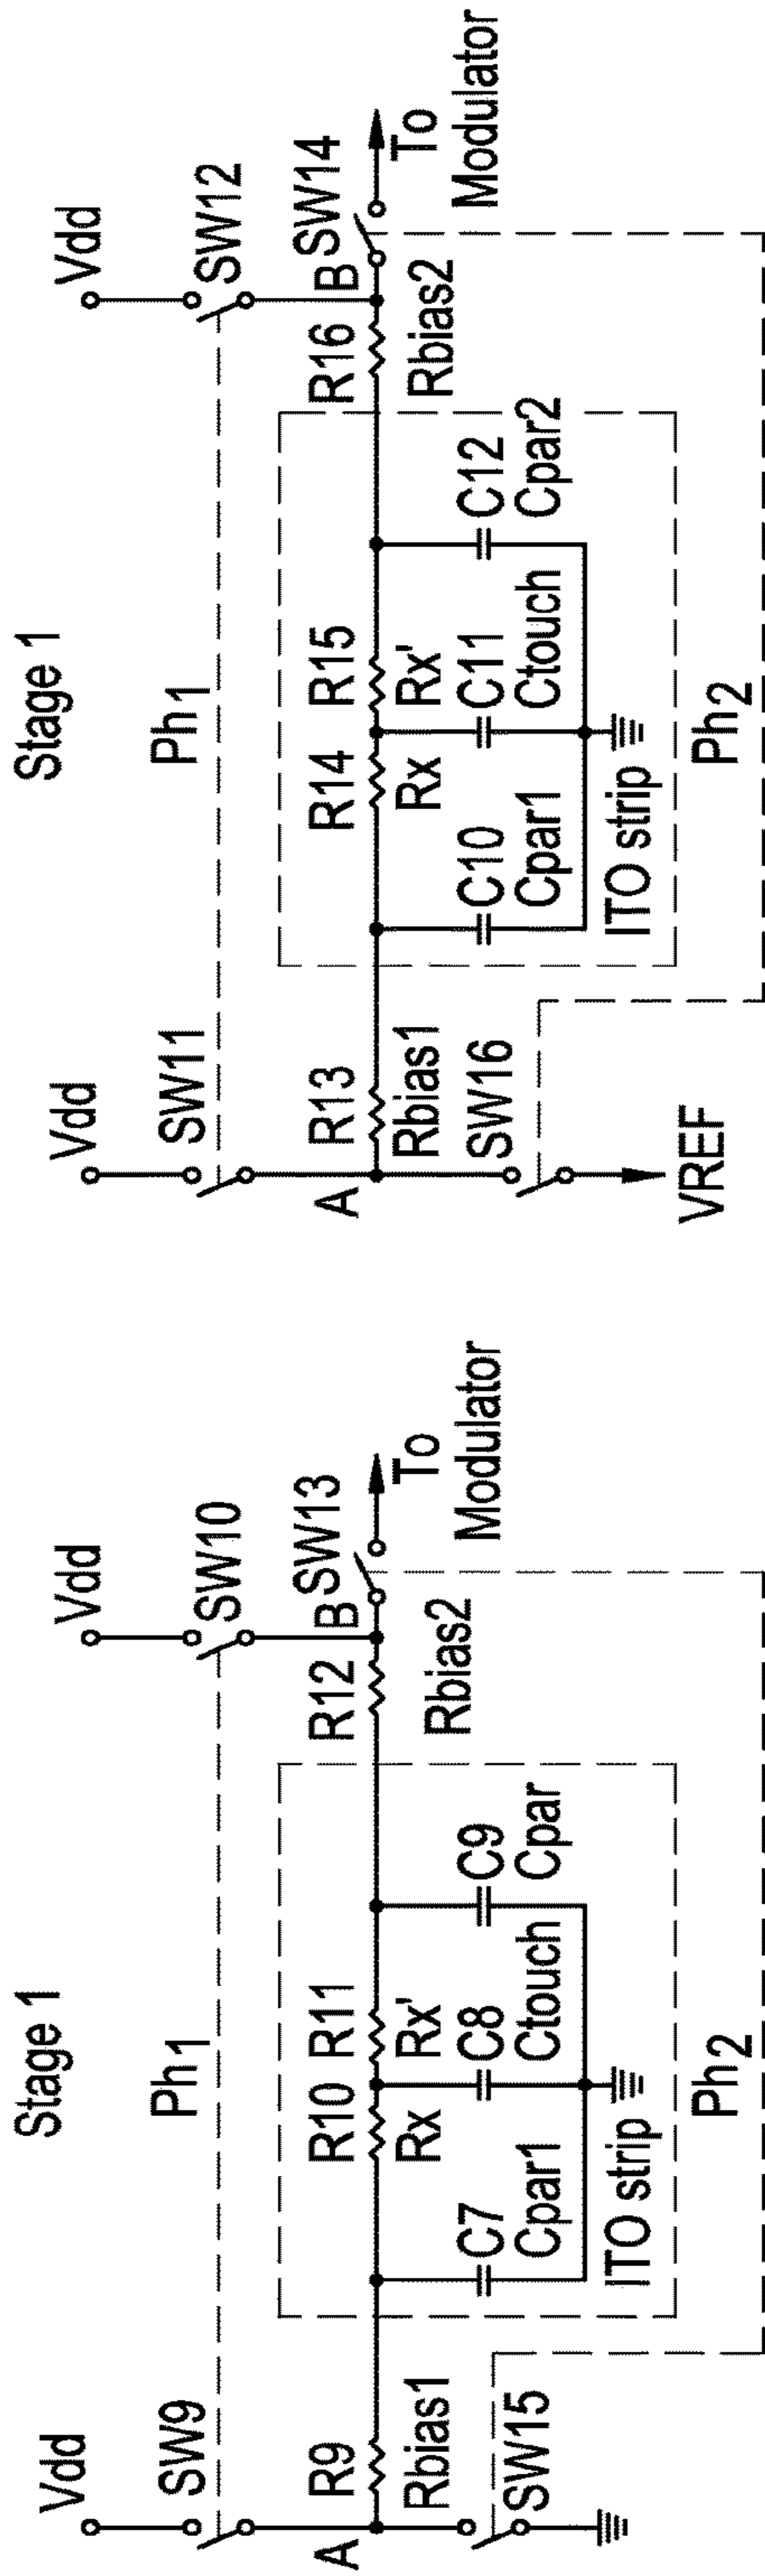 Stage 1
Vdd
Vdd
SW9
Ph1
SW10
A
R9
R10
R11
R12
B
SW13
Rbias1
Rx
Rx'
Rbias2
To
Modulator
C7
C8
C9
Cpar1
Ctouch
Cpar
SW15
ITO strip
Ph2
Stage 1
Vdd
Vdd
SW11
Ph1
SW12
A
R13
R14
R15
R16
B
SW14
Rbias1
Rx
Rx'
Rbias2
To
Modulator
C10
C11
C12
Cpar1
Ctouch
Cpar2
SW16
ITO strip
VREF
Ph2